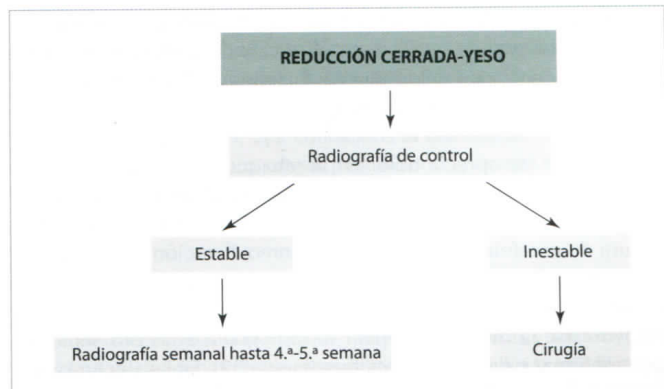 REDUCCIÓN CERRADA-YESO
Radiografía de control
Estable
Inestable
Radiografía semanal hasta 4.ª-5.ª semana
Cirugía